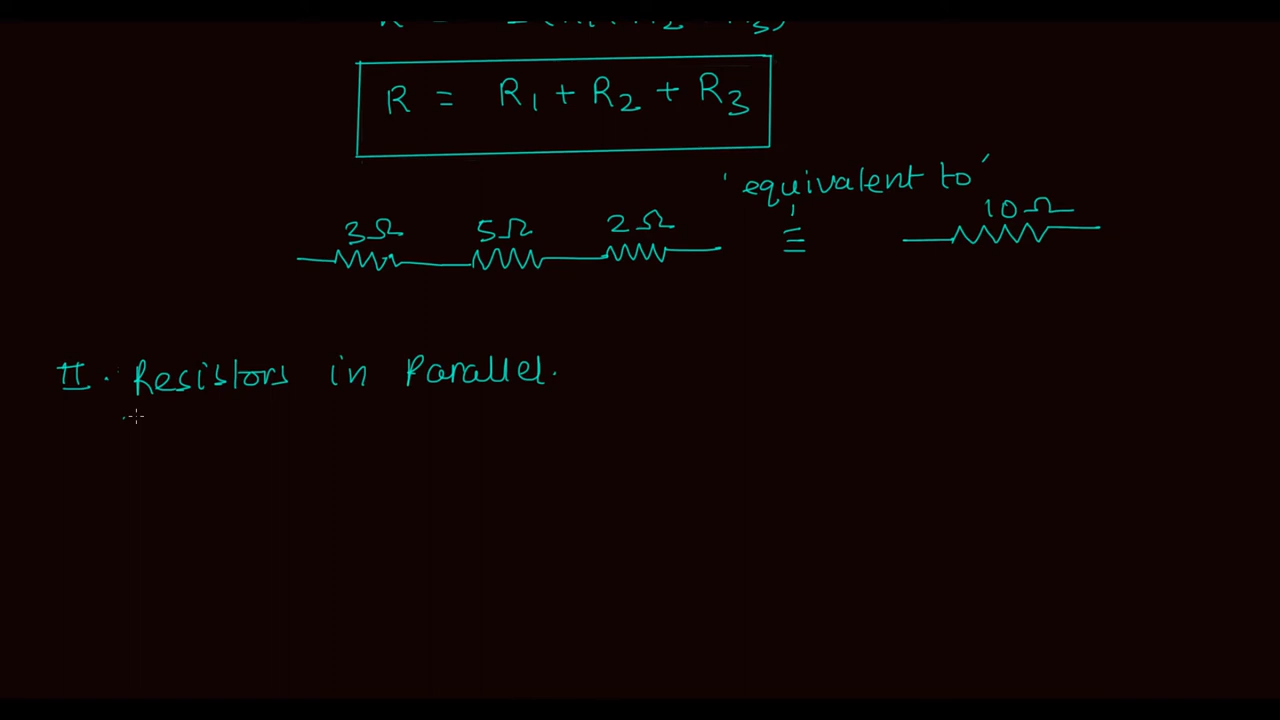 R = R1 + R2 + R3
' equivalent to '
3Ω 5Ω 2Ω ≡ 10Ω
II. Resistors in Parallel.